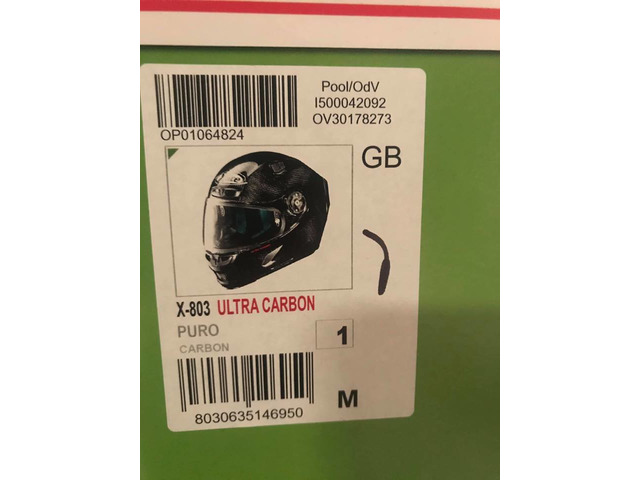 Pool/OdV
I500042092
OV30178273
OP01064824
GB
X-803 ULTRA CARBON
PURO
1
CARBON
M
8030635146950